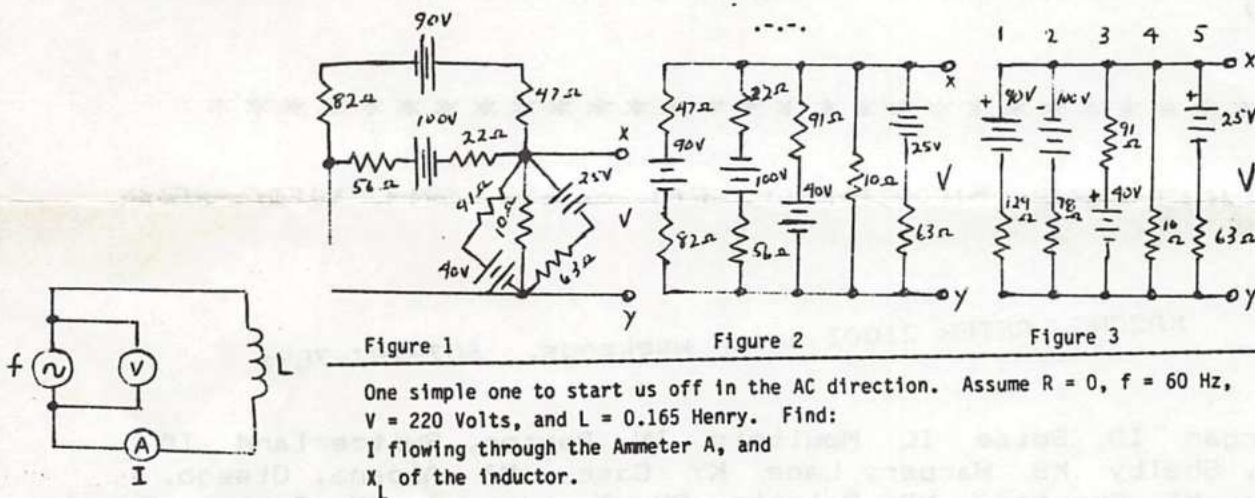 90V
82Ω
47Ω
100V
22Ω
56Ω
X
25V
41Ω
10Ω
V
40V
63Ω
Y
Figure 1
47Ω
22Ω
X
91Ω
90V
25V
100V
10Ω
V
40V
82Ω
56Ω
63Ω
Y
Figure 2
1 2 3 4 5
X
+ 90V
100V
+
25V
91Ω
V
+ 40V
129Ω
78Ω
10Ω
63Ω
Y
Figure 3
f
V
L
A
I
One simple one to start us off in the AC direction. Assume R = 0, f = 60 Hz,
V = 220 Volts, and L = 0.165 Henry. Find:
I flowing through the Ammeter A, and
XL of the inductor.